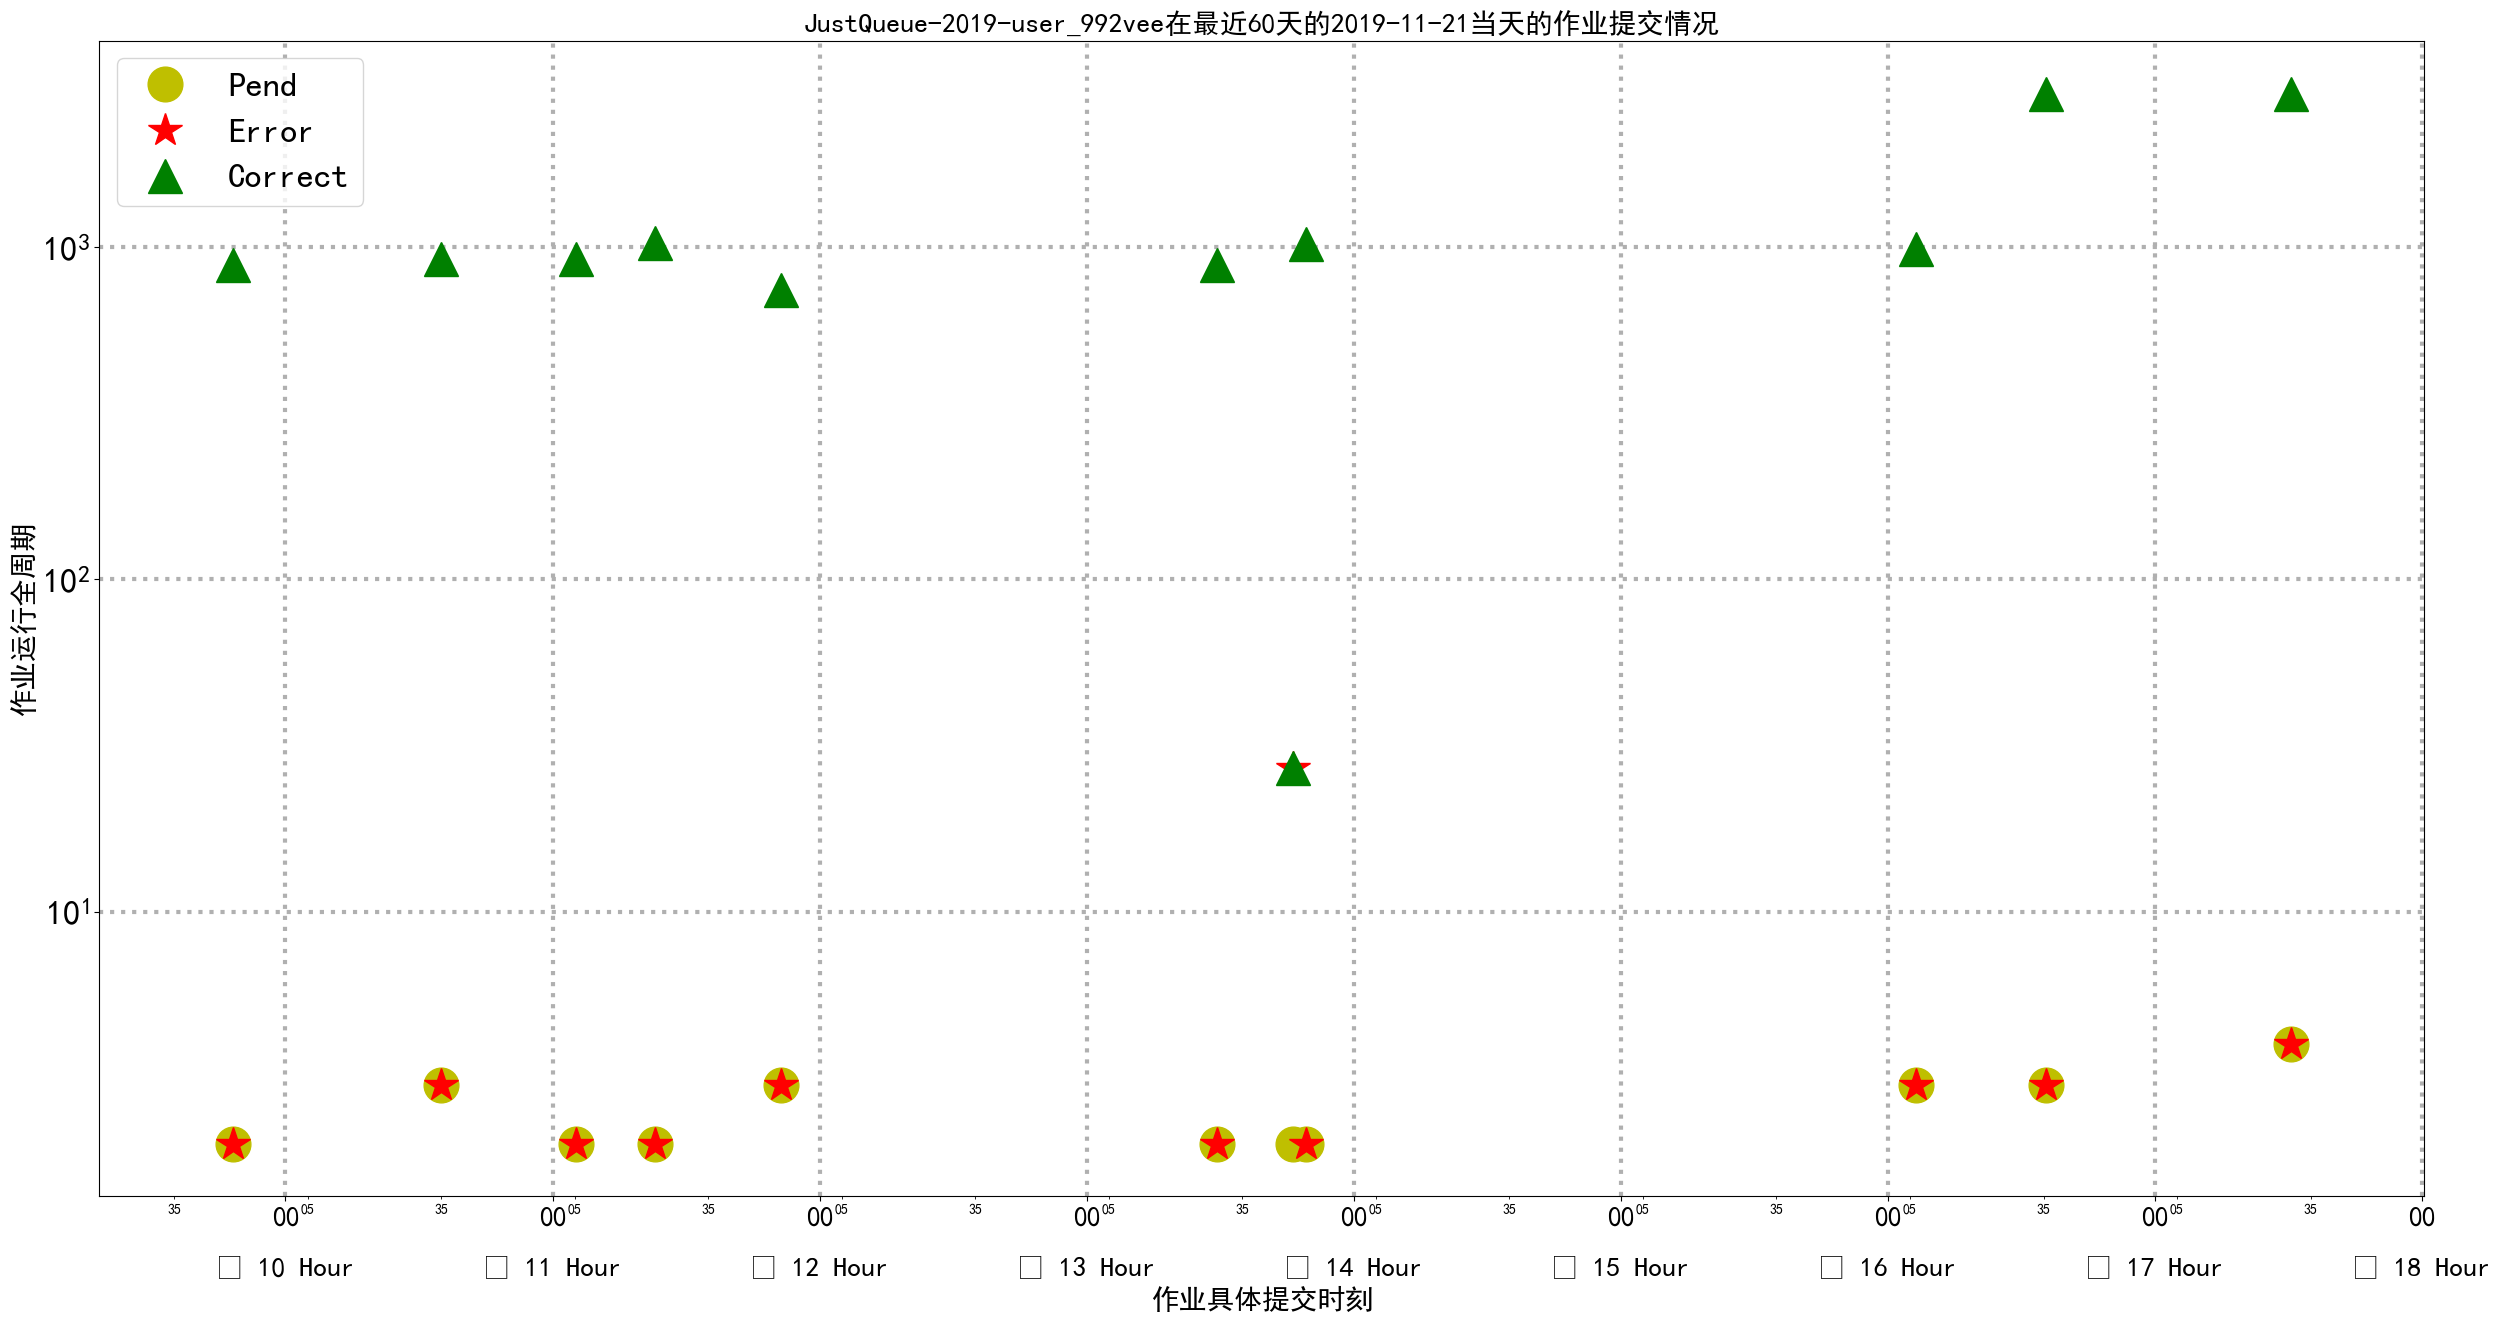 JustQueue-2019-user_992vee在最近60天的2019-11-21当天的作业提交情况
Pend
Error
Correct
10³
10²
10¹
作业运行全周期
35 00 05 35 00 05 35 00 05 35 00 05 35 00 05 35 00 05 35 00 05 35 00 05 35 00
□ 10 Hour □ 11 Hour □ 12 Hour □ 13 Hour □ 14 Hour □ 15 Hour □ 16 Hour □ 17 Hour □ 18 Hour
作业具体提交时刻